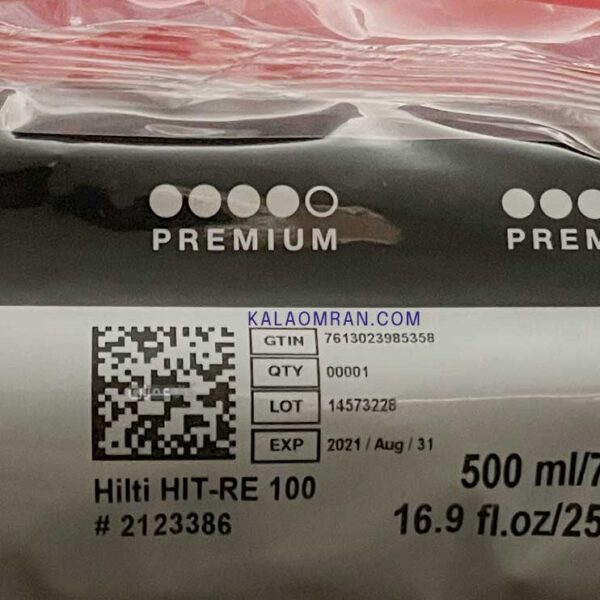 PREMIUM
PREM
KALAOMRAN.COM
GTIN 7613023985358
QTY 00001
LOT 14573228
EXP 2021 / Aug / 31
Hilti HIT-RE 100
# 2123386
500 ml/7
16.9 fl.oz/25